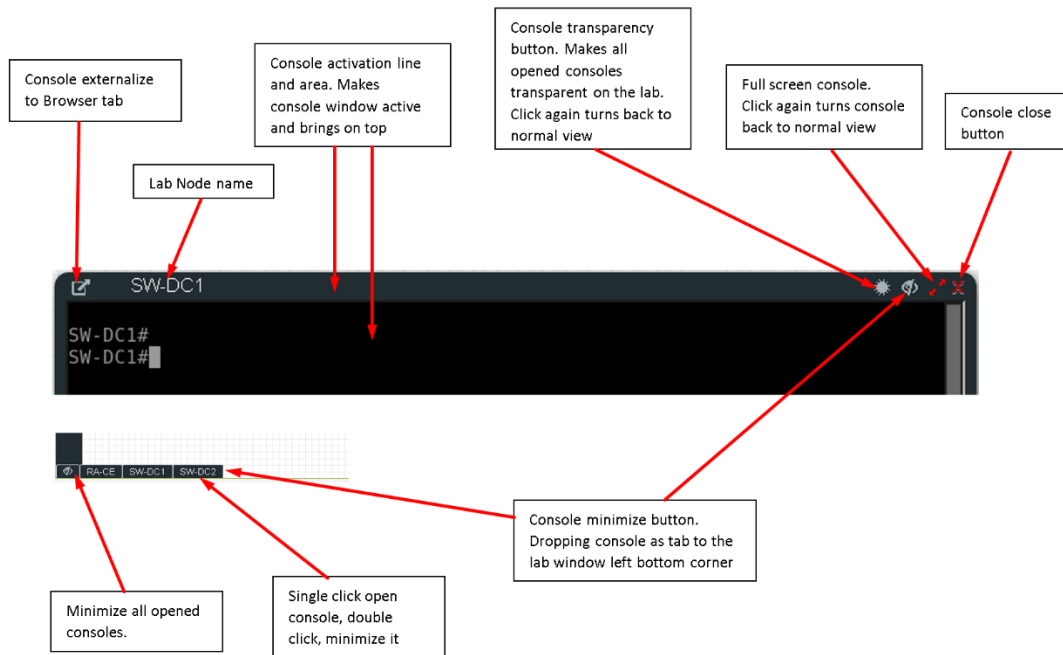 Console externalize
to Browser tab
Lab Node name
Console activation line
and area. Makes
console window active
and brings on top
Console transparency
button. Makes all
opened consoles
transparent on the lab.
Click again turns back to
normal view
Full screen console.
Click again turns console
back to normal view
Console close
button
SW-DC1
X
SW-DC1#
SW-DC1#
RA-CE SW-DC1 SW-DC2
Console minimize button.
Dropping console as tab to the
lab window left bottom corner
Minimize all opened
consoles.
Single click open
console, double
click, minimize it